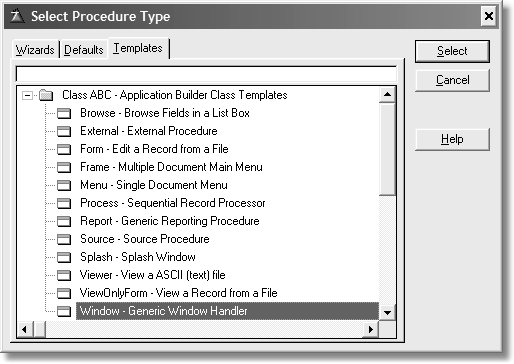 Select Procedure Type
Wizards Defaults Templates
Select
Cancel
Help
Class ABC - Application Builder Class Templates
Browse - Browse Fields in a List Box
External - External Procedure
Form - Edit a Record from a File
Frame - Multiple Document Main Menu
Menu - Single Document Menu
Process - Sequential Record Processor
Report - Generic Reporting Procedure
Source - Source Procedure
Splash - Splash Window
Viewer - View a ASCII (text) file
ViewOnlyForm - View a Record from a File
Window - Generic Window Handler